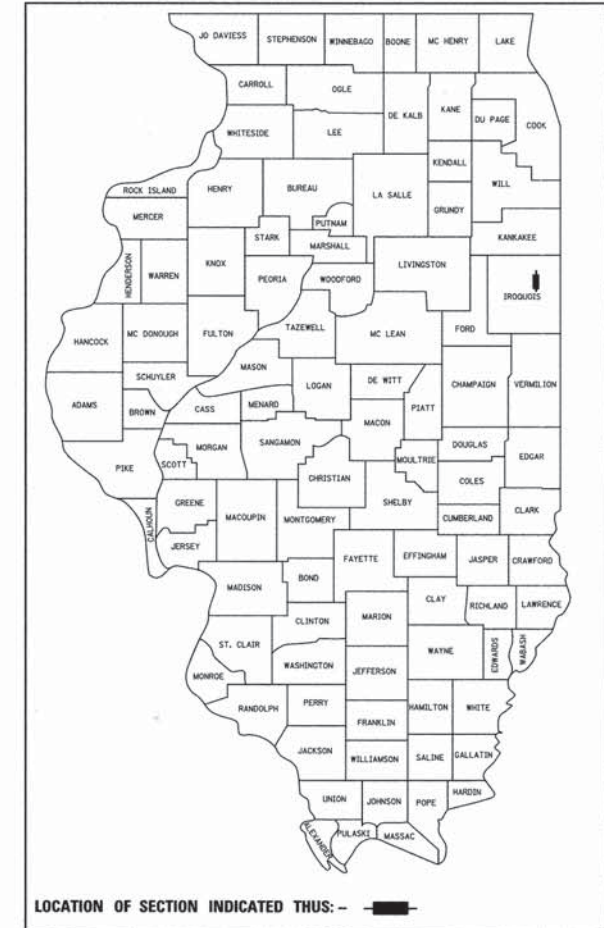 JO DAVIESS
STEPHENSON
WINNEBAGO
BOONE
MC HENRY
LAKE
CARROLL
OGLE
DE KALB
KANE
DU PAGE
COOK
WHITESIDE
LEE
KENDALL
WILL
ROCK ISLAND
HENRY
BUREAU
LA SALLE
GRUNDY
MERCER
PUTNAM
KANKAKEE
STARK
MARSHALL
HENDERSON
WARREN
KNOX
PEORIA
WOODFORD
LIVINGSTON
IROQUOIS
HANCOCK
MC DONOUGH
FULTON
TAZEWELL
MC LEAN
FORD
SCHUYLER
MASON
LOGAN
DE WITT
CHAMPAIGN
VERMILION
ADAMS
BROWN
CASS
MENARD
MACON
PIATT
MORGAN
SANGAMON
DOUGLAS
EDGAR
PIKE
SCOTT
CHRISTIAN
MOULTRIE
COLES
GREENE
MACOUPIN
MONTGOMERY
SHELBY
CUMBERLAND
CLARK
CALHOUN
JERSEY
FAYETTE
EFFINGHAM
JASPER
CRAWFORD
MADISON
BOND
CLAY
RICHLAND
LAWRENCE
CLINTON
MARION
ST. CLAIR
WAYNE
EDWARDS
WABASH
WASHINGTON
JEFFERSON
MONROE
RANDOLPH
PERRY
HAMILTON
WHITE
FRANKLIN
JACKSON
WILLIAMSON
SALINE
GALLATIN
UNION
JOHNSON
POPE
HARDIN
ALEXANDER
PULASKI
MASSAC
LOCATION OF SECTION INDICATED THUS: -